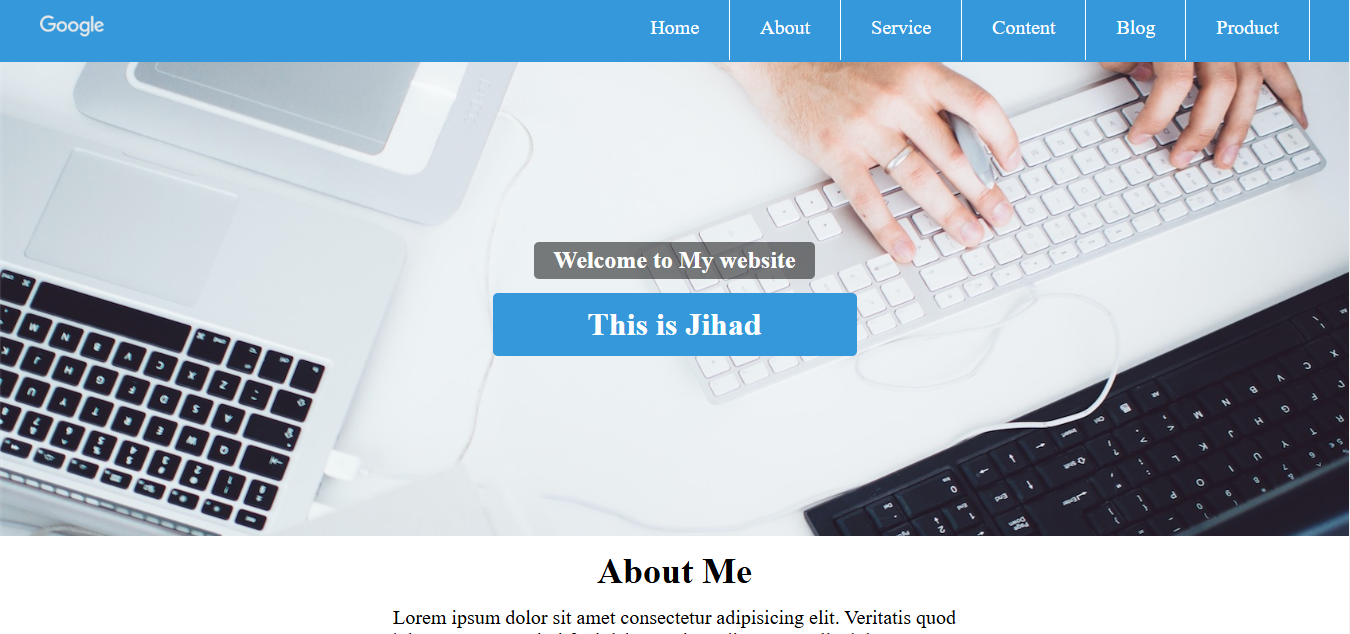 Google
Home
About
Service
Content
Blog
Product
Welcome to My website
This is Jihad
About Me
Lorem ipsum dolor sit amet consectetur adipisicing elit. Veritatis quod